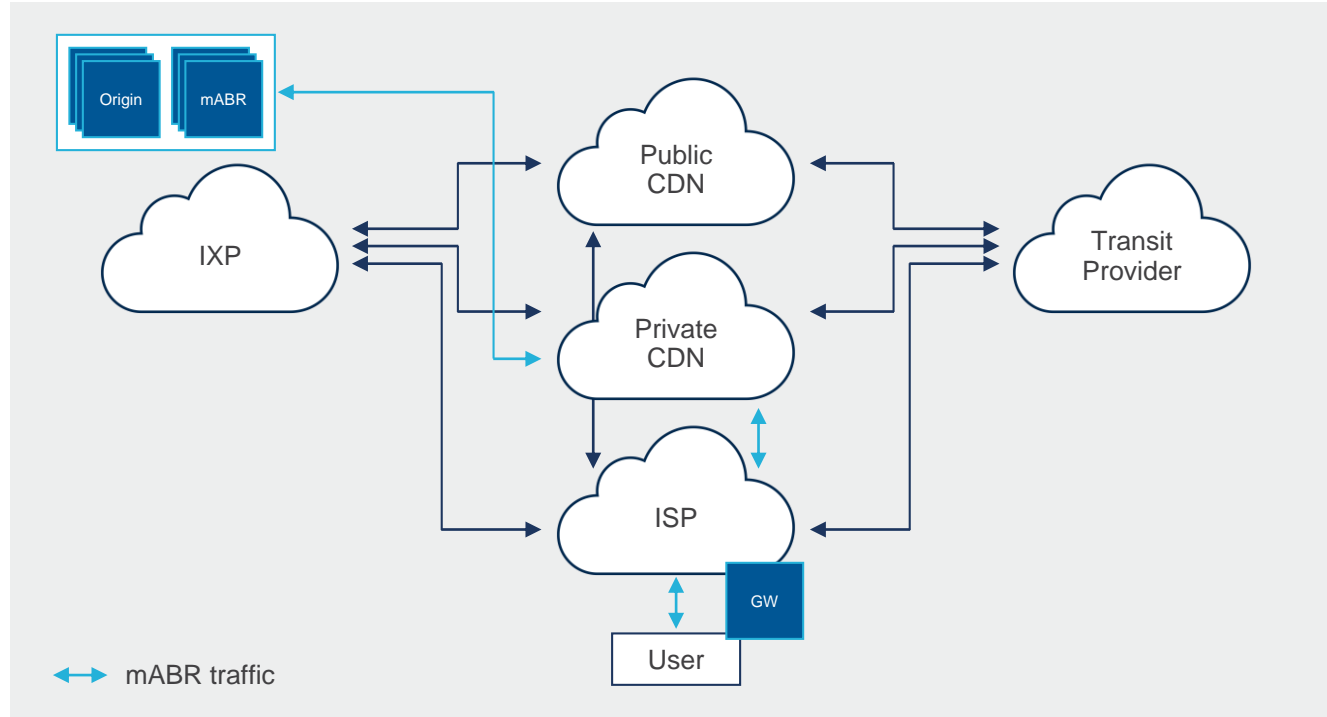 Origin
mABR
Public
CDN
IXP
Transit
Provider
Private
CDN
ISP
GW
User
mABR traffic